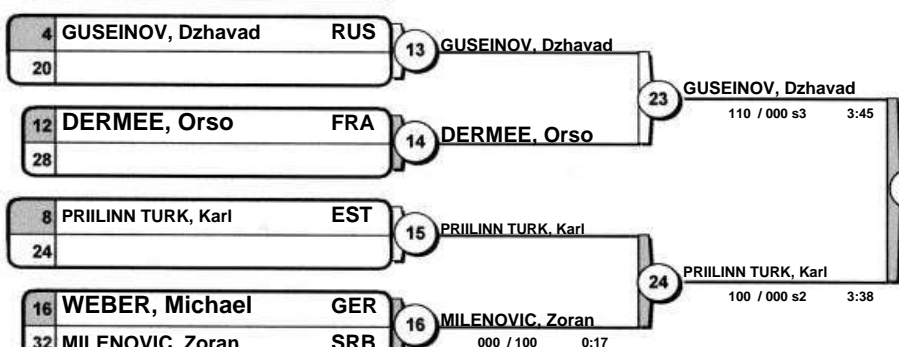 4 GUSEINOV, Dzhavad RUS
20
13 GUSEINOV, Dzhavad
12 DERMEE, Orso FRA
28
14 DERMEE, Orso
23 GUSEINOV, Dzhavad
110 / 000 s3 3:45
8 PRIILINN TURK, Karl EST
24
15 PRIILINN TURK, Karl
16 WEBER, Michael GER
32 MILENOVIC, Zoran SRB
16 MILENOVIC, Zoran
000 / 100 0:17
24 PRIILINN TURK, Karl
100 / 000 s2 3:38